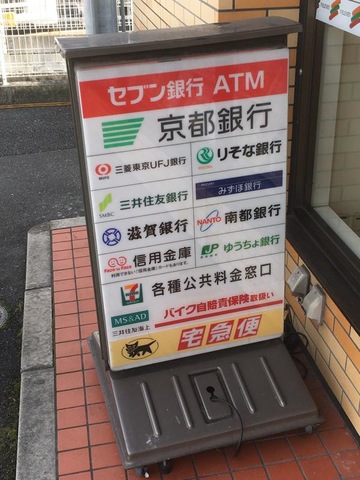 セブン銀行 ATM
京都銀行
三菱東京UFJ銀行
りそな銀行
三井住友銀行
みずほ銀行
滋賀銀行
NANTO 南都銀行
信用金庫
JP ゆうちょ銀行
各種公共料金窓口
MS&AD
三井住友海上
バイク自賠責保険取扱い
宅急便